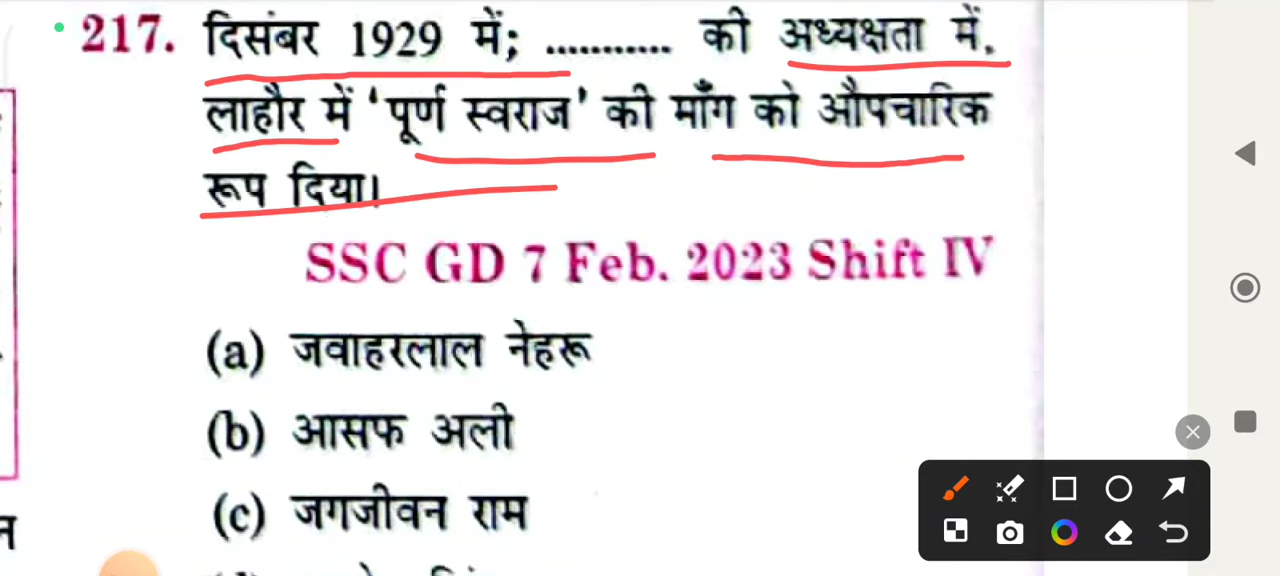 217. दिसंबर 1929 में; ............ की अध्यक्षता में,
लाहौर में ‘पूर्ण स्वराज’ की माँग को औपचारिक
रूप दिया।
SSC GD 7 Feb. 2023 Shift IV
(a) जवाहरलाल नेहरू
(b) आसफ अली
(c) जगजीवन राम